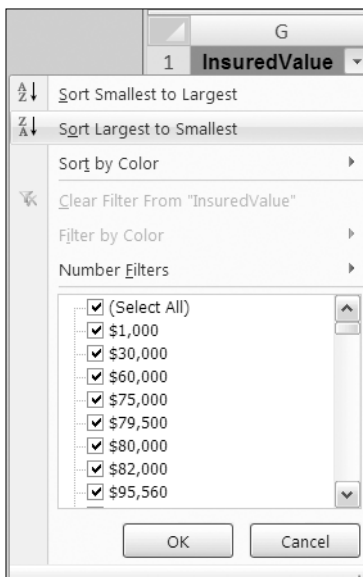 G
1 InsuredValue
A Z Sort Smallest to Largest
Z A Sort Largest to Smallest
Sort by Color
Clear Filter From "InsuredValue"
Filter by Color
Number Filters
(Select All)
$1,000
$30,000
$60,000
$75,000
$79,500
$80,000
$82,000
$95,560
OK Cancel